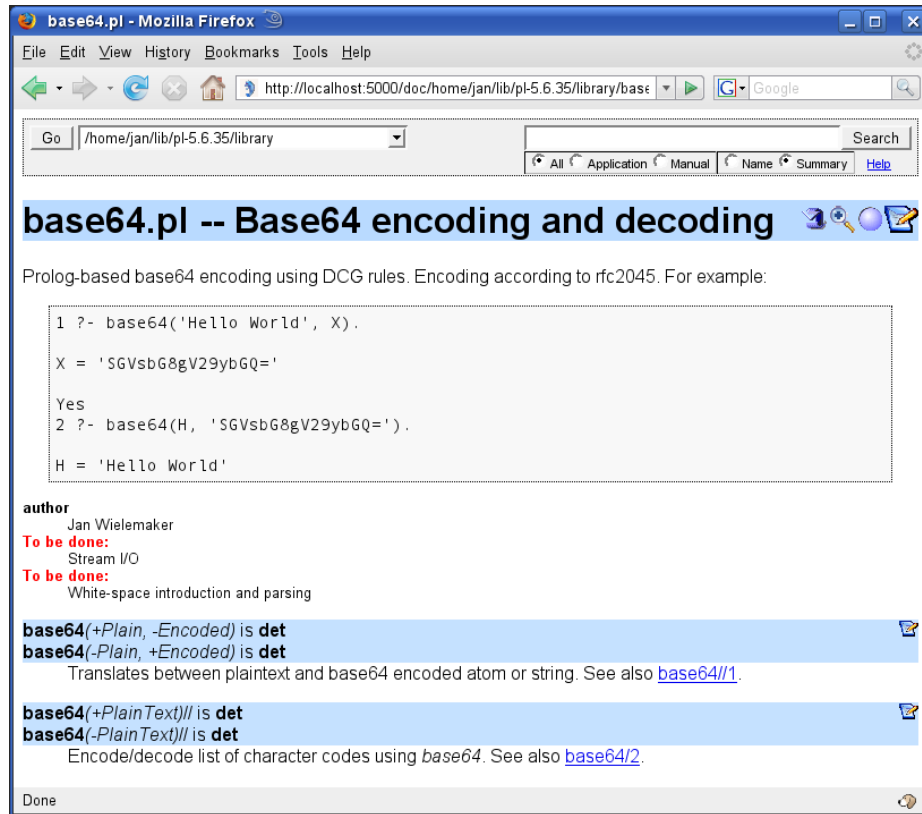 base64.pl - Mozilla Firefox
File Edit View History Bookmarks Tools Help
http://localhost:5000/doc/home/jan/lib/pl-5.6.35/library/base
G Google
Go /home/jan/lib/pl-5.6.35/library
Search
All Application Manual Name Summary Help
base64.pl -- Base64 encoding and decoding
Prolog-based base64 encoding using DCG rules. Encoding according to rfc2045. For example:
1 ?- base64('Hello World', X).
X = 'SGVsbG8gV29ybGQ='
Yes
2 ?- base64(H, 'SGVsbG8gV29ybGQ=').
H = 'Hello World'
author
Jan Wielemaker
To be done:
Stream I/O
To be done:
White-space introduction and parsing
base64(+Plain, -Encoded) is det
base64(-Plain, +Encoded) is det
Translates between plaintext and base64 encoded atom or string. See also base64//1.
base64(+PlainText)// is det
base64(-PlainText)// is det
Encode/decode list of character codes using base64. See also base64/2.
Done